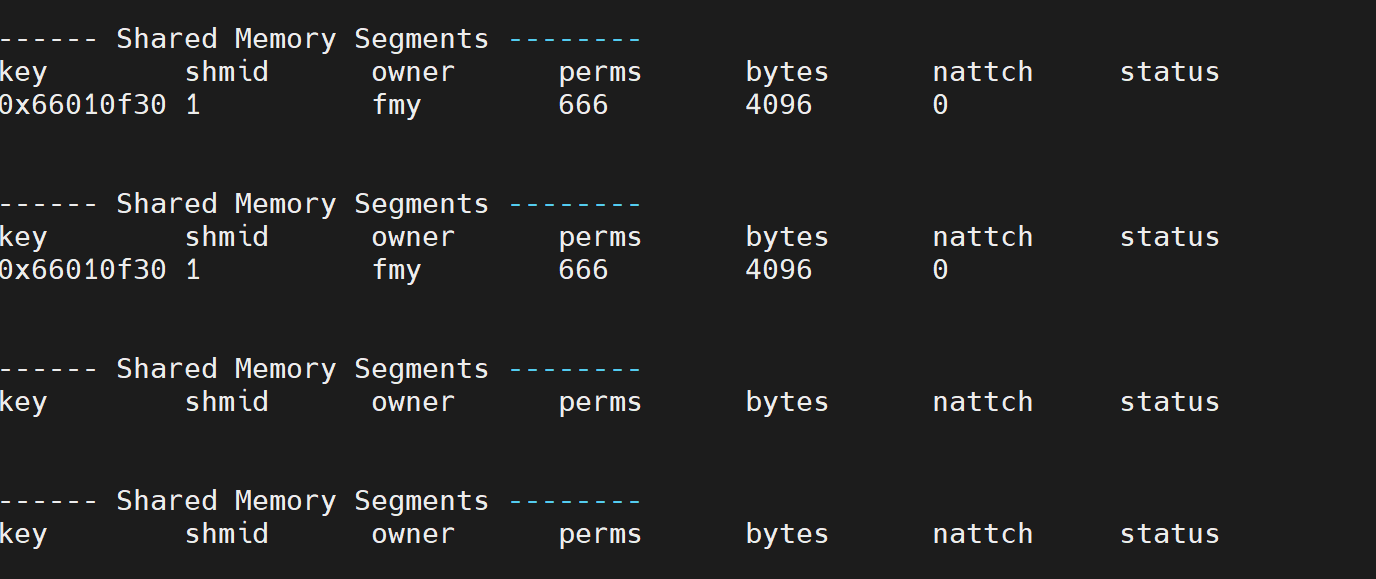 ------ Shared Memory Segments --------
key shmid owner perms bytes nattch status
0x66010f30 1 fmy 666 4096 0
------ Shared Memory Segments --------
key shmid owner perms bytes nattch status
0x66010f30 1 fmy 666 4096 0
------ Shared Memory Segments --------
key shmid owner perms bytes nattch status
------ Shared Memory Segments --------
key shmid owner perms bytes nattch status